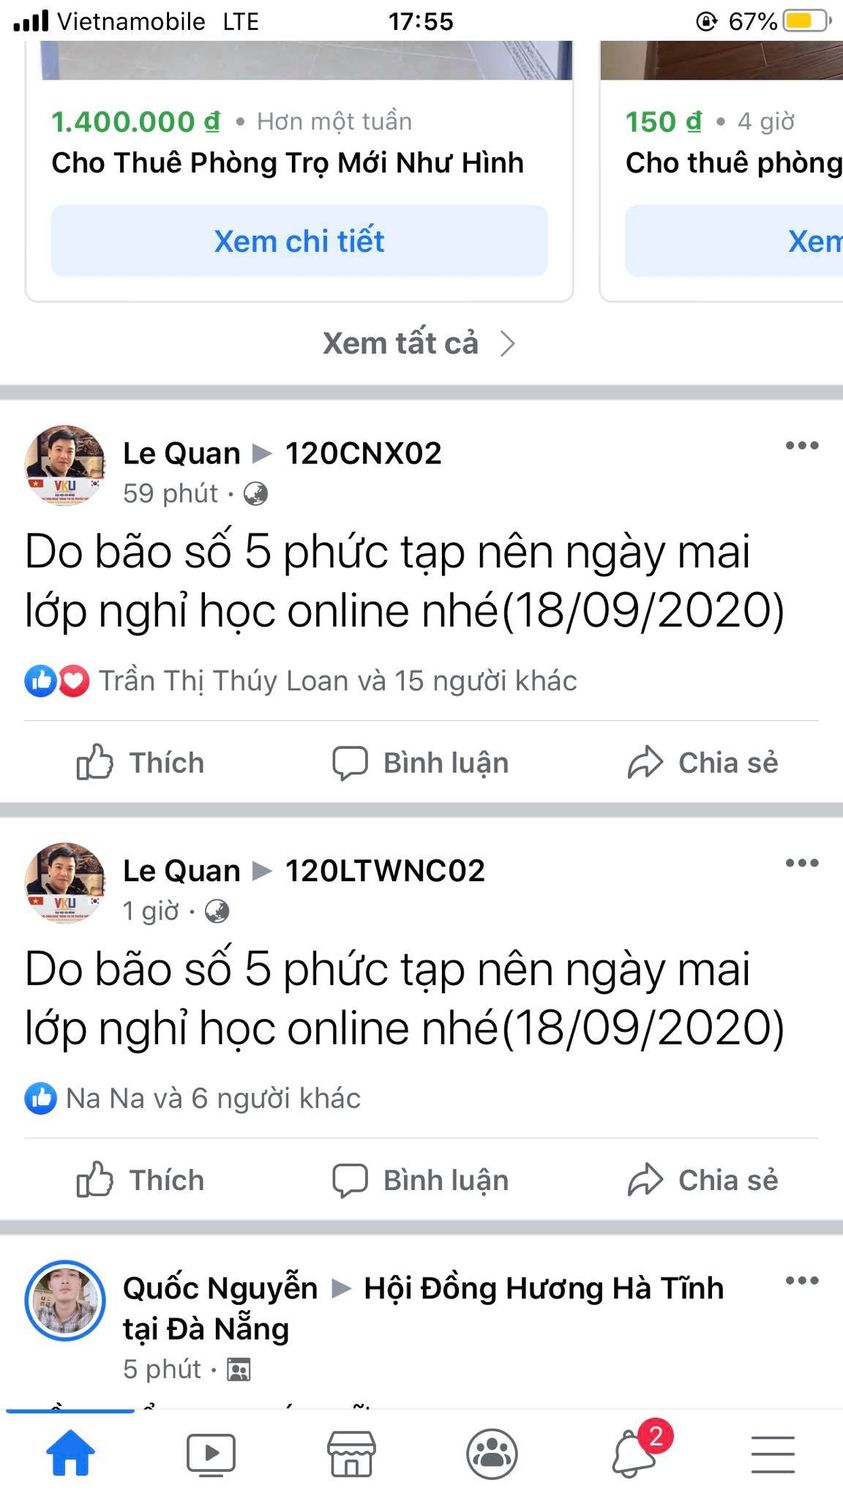 Vietnamobile LTE 17:55 67%
1.400.000 ₫ • Hơn một tuần
Cho Thuê Phòng Trọ Mới Như Hình
Xem chi tiết
150 ₫ • 4 giờ
Cho thuê phòng
Xem
Xem tất cả
Le Quan ▶ 120CNX02
59 phút ·
Do bão số 5 phức tạp nên ngày mai
lớp nghỉ học online nhé(18/09/2020)
Trần Thị Thúy Loan và 15 người khác
Thích Bình luận Chia sẻ
Le Quan ▶ 120LTWNC02
1 giờ ·
Do bão số 5 phức tạp nên ngày mai
lớp nghỉ học online nhé(18/09/2020)
Na Na và 6 người khác
Thích Bình luận Chia sẻ
Quốc Nguyễn ▶ Hội Đồng Hương Hà Tĩnh
tại Đà Nẵng
5 phút ·
2